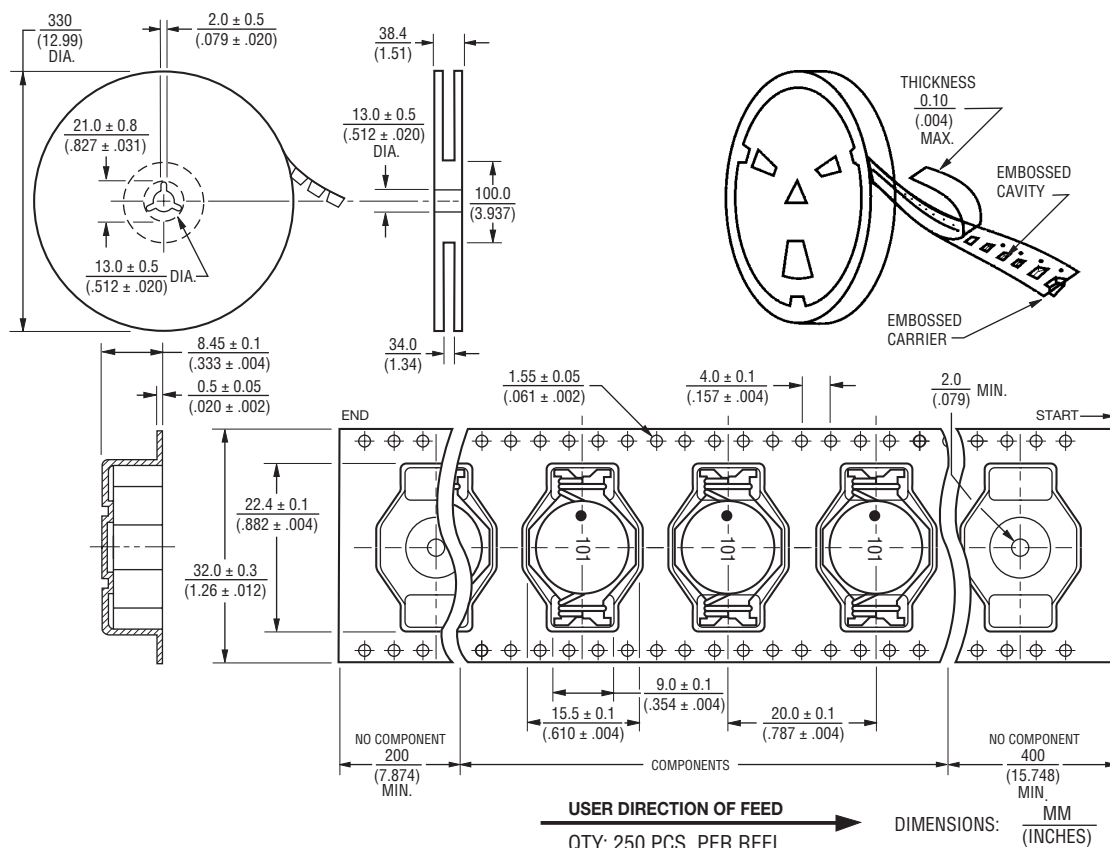 330
(12.99)
DIA.
2.0 ± 0.5
(.079 ± .020)
38.4
(1.51)
21.0 ± 0.8
(.827 ± .031)
13.0 ± 0.5
(.512 ± .020)
DIA.
100.0
(3.937)
13.0 ± 0.5
(.512 ± .020)
DIA.
34.0
(1.34)
THICKNESS
0.10
(.004)
MAX.
EMBOSSED
CAVITY
EMBOSSED
CARRIER
8.45 ± 0.1
(.333 ± .004)
0.5 ± 0.05
(.020 ± .002)
1.55 ± 0.05
(.061 ± .002)
4.0 ± 0.1
(.157 ± .004)
2.0
(.079)
MIN.
END
START
22.4 ± 0.1
(.882 ± .004)
32.0 ± 0.3
(1.26 ± .012)
101
101
101
9.0 ± 0.1
(.354 ± .004)
15.5 ± 0.1
(.610 ± .004)
20.0 ± 0.1
(.787 ± .004)
NO COMPONENT
200
(7.874)
MIN.
COMPONENTS
NO COMPONENT
400
(15.748)
MIN.
USER DIRECTION OF FEED
QTY: 250 PCS. PER REEL
DIMENSIONS:
MM
(INCHES)